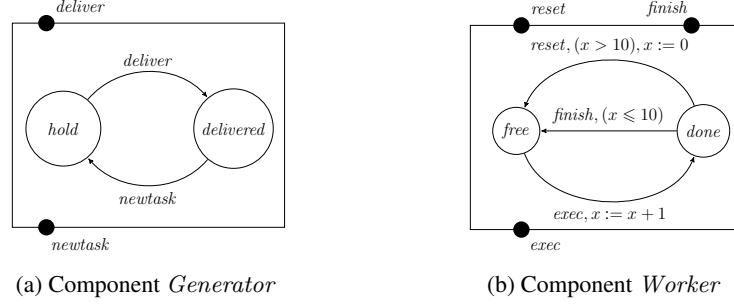 deliver
deliver
hold
delivered
newtask
newtask
(a) Component Generator
reset
finish
reset, (x > 10), x := 0
finish, (x ⩽ 10)
free
done
exec, x := x + 1
exec
(b) Component Worker